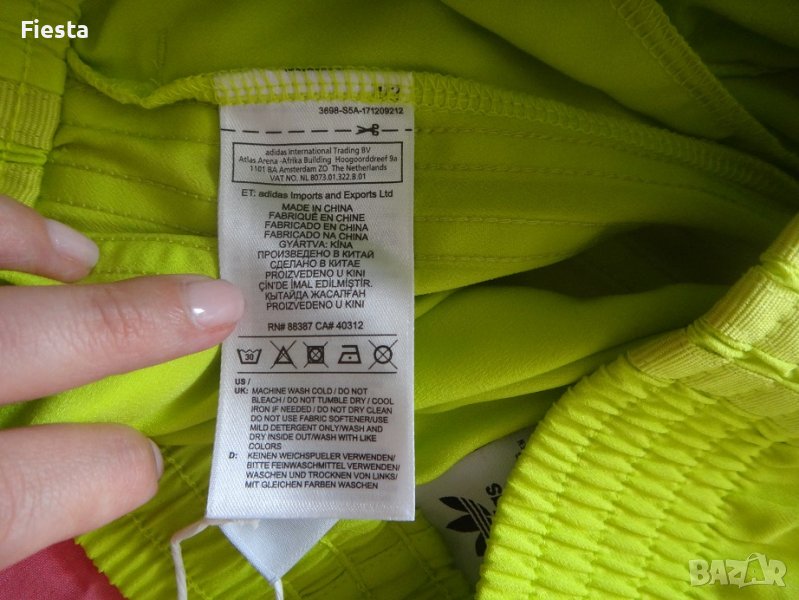 Fiesta
3698-S5A-171209212
adidas International Trading BV
Atlas Arena -Afrika Building Hoogoorddreef 9a
1101 BA Amsterdam ZO The Netherlands
VAT NO. NL 8073.01.322.B.01
ET: adidas Imports and Exports Ltd
MADE IN CHINA
FABRIQUÉ EN CHINE
FABRICADO EN CHINA
FABRICADO NA CHINA
GYÁRTVA: KÍNA
ПРОИЗВЕДЕНО В КИТАЙ
СДЕЛАНО В КИТАЕ
PROIZVEDENO U KINI
ÇİN'DE İMAL EDİLMİŞTİR.
КЫТАЙДА ЖАСАЛҒАН
PROIZVEDENO U KINI
RN# 88387 CA# 40312
30
US /
UK: MACHINE WASH COLD / DO NOT
BLEACH / DO NOT TUMBLE DRY / COOL
IRON IF NEEDED / DO NOT DRY CLEAN
DO NOT USE FABRIC SOFTENER/USE
MILD DETERGENT ONLY/WASH AND
DRY INSIDE OUT/WASH WITH LIKE
COLORS
D: KEINEN WEICHSPUELER VERWENDEN/
BITTE FEINWASCHMITTEL VERWENDEN/
WASCHEN UND TROCKNEN VON LINKS/
MIT GLEICHEN FARBEN WASCHEN
BAZAR